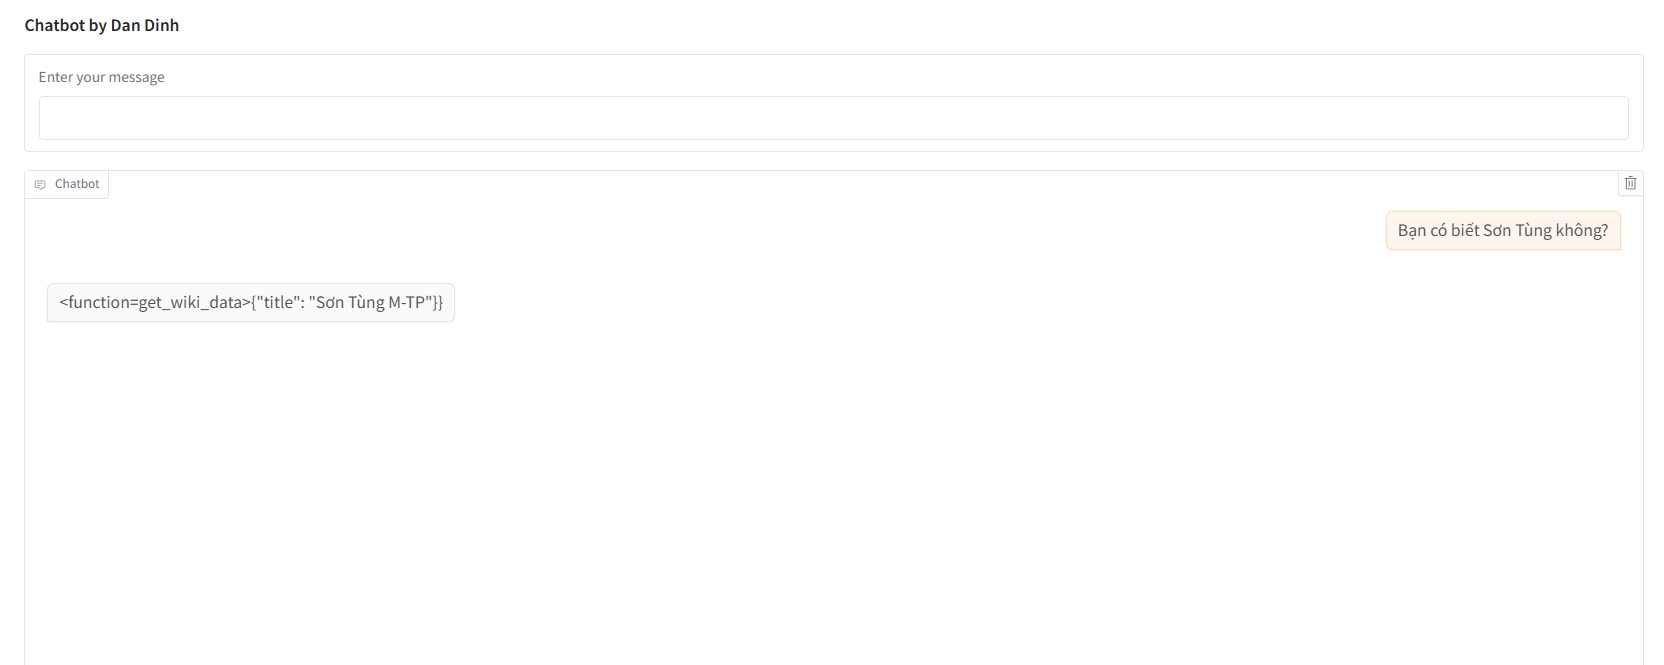 Chatbot by Dan Dinh
Enter your message
Chatbot
Bạn có biết Sơn Tùng không?
<function=get_wiki_data>{"title": "Sơn Tùng M-TP"}}